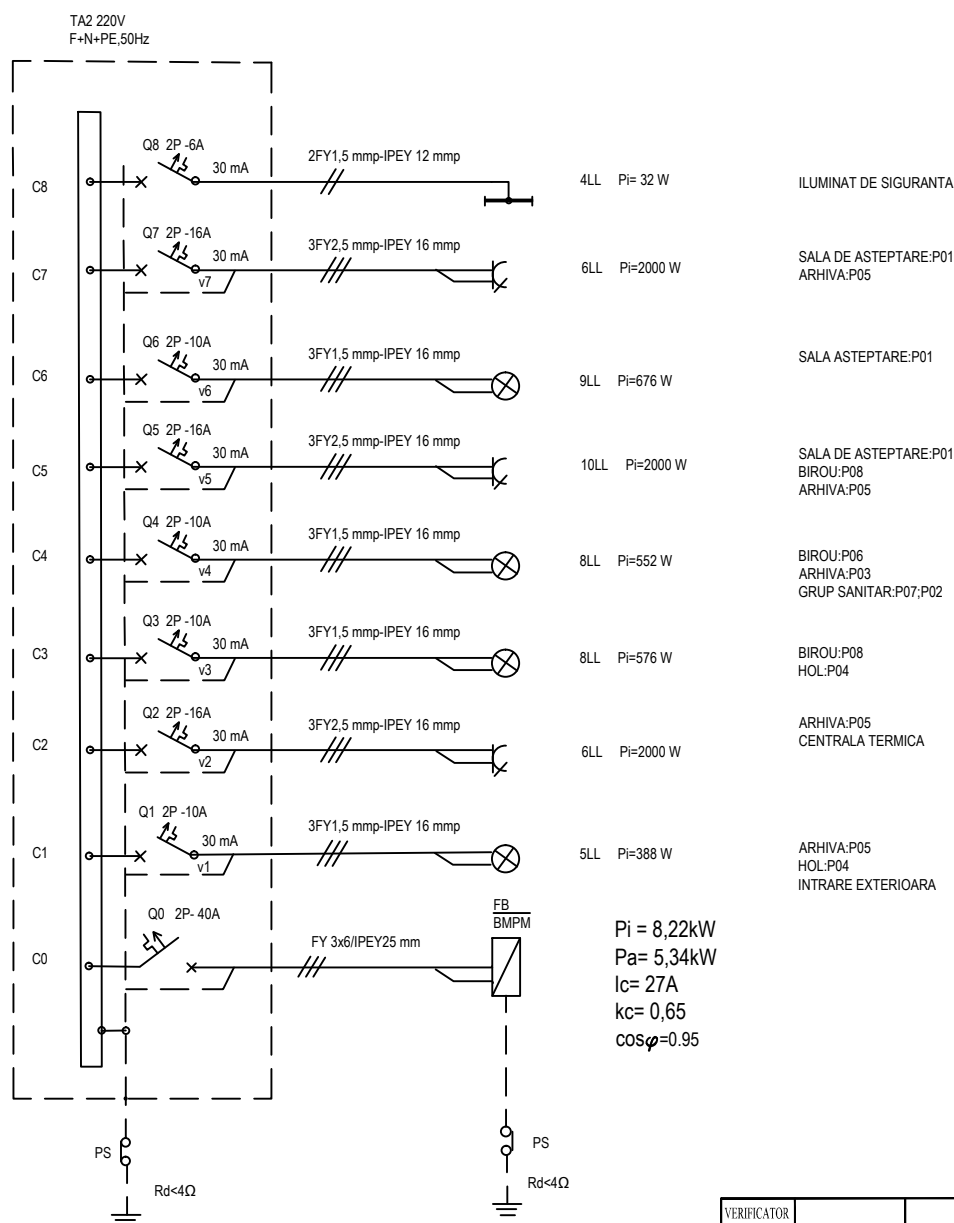 TA2 220V
F+N+PE,50Hz
C8
Q8 2P -6A
30 mA
2FY1,5 mmp-IPEY 12 mmp
4LL Pi= 32 W
ILUMINAT DE SIGURANTA
C7
Q7 2P -16A
30 mA
v7
3FY2,5 mmp-IPEY 16 mmp
6LL Pi=2000 W
SALA DE ASTEPTARE:P01
ARHIVA:P05
C6
Q6 2P -10A
30 mA
v6
3FY1,5 mmp-IPEY 16 mmp
9LL Pi=676 W
SALA ASTEPTARE:P01
C5
Q5 2P -16A
30 mA
v5
3FY2,5 mmp-IPEY 16 mmp
10LL Pi=2000 W
SALA DE ASTEPTARE:P01
BIROU:P08
ARHIVA:P05
C4
Q4 2P -10A
30 mA
v4
3FY1,5 mmp-IPEY 16 mmp
8LL Pi=552 W
BIROU:P06
ARHIVA:P03
GRUP SANITAR:P07;P02
C3
Q3 2P -10A
30 mA
v3
3FY1,5 mmp-IPEY 16 mmp
8LL Pi=576 W
BIROU:P08
HOL:P04
C2
Q2 2P -16A
30 mA
v2
3FY2,5 mmp-IPEY 16 mmp
6LL Pi=2000 W
ARHIVA:P05
CENTRALA TERMICA
C1
Q1 2P -10A
30 mA
v1
3FY1,5 mmp-IPEY 16 mmp
5LL Pi=388 W
ARHIVA:P05
HOL:P04
INTRARE EXTERIOARA
C0
Q0 2P- 40A
FY 3x6/IPEY25 mm
FB
BMPM
Pi = 8,22kW
Pa= 5,34kW
Ic= 27A
kc= 0,65
cosφ=0.95
PS
Rd<4Ω
PS
Rd<4Ω
VERIFICATOR